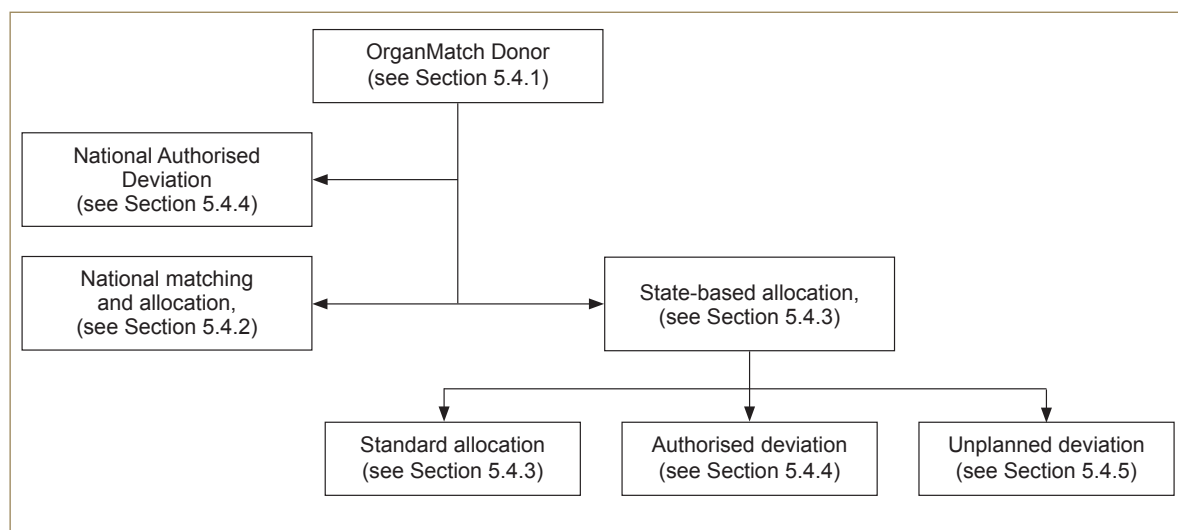 OrganMatch Donor
(see Section 5.4.1)
National Authorised
Deviation
(see Section 5.4.4)
National matching
and allocation,
(see Section 5.4.2)
State-based allocation,
(see Section 5.4.3)
Standard allocation
(see Section 5.4.3)
Authorised deviation
(see Section 5.4.4)
Unplanned deviation
(see Section 5.4.5)